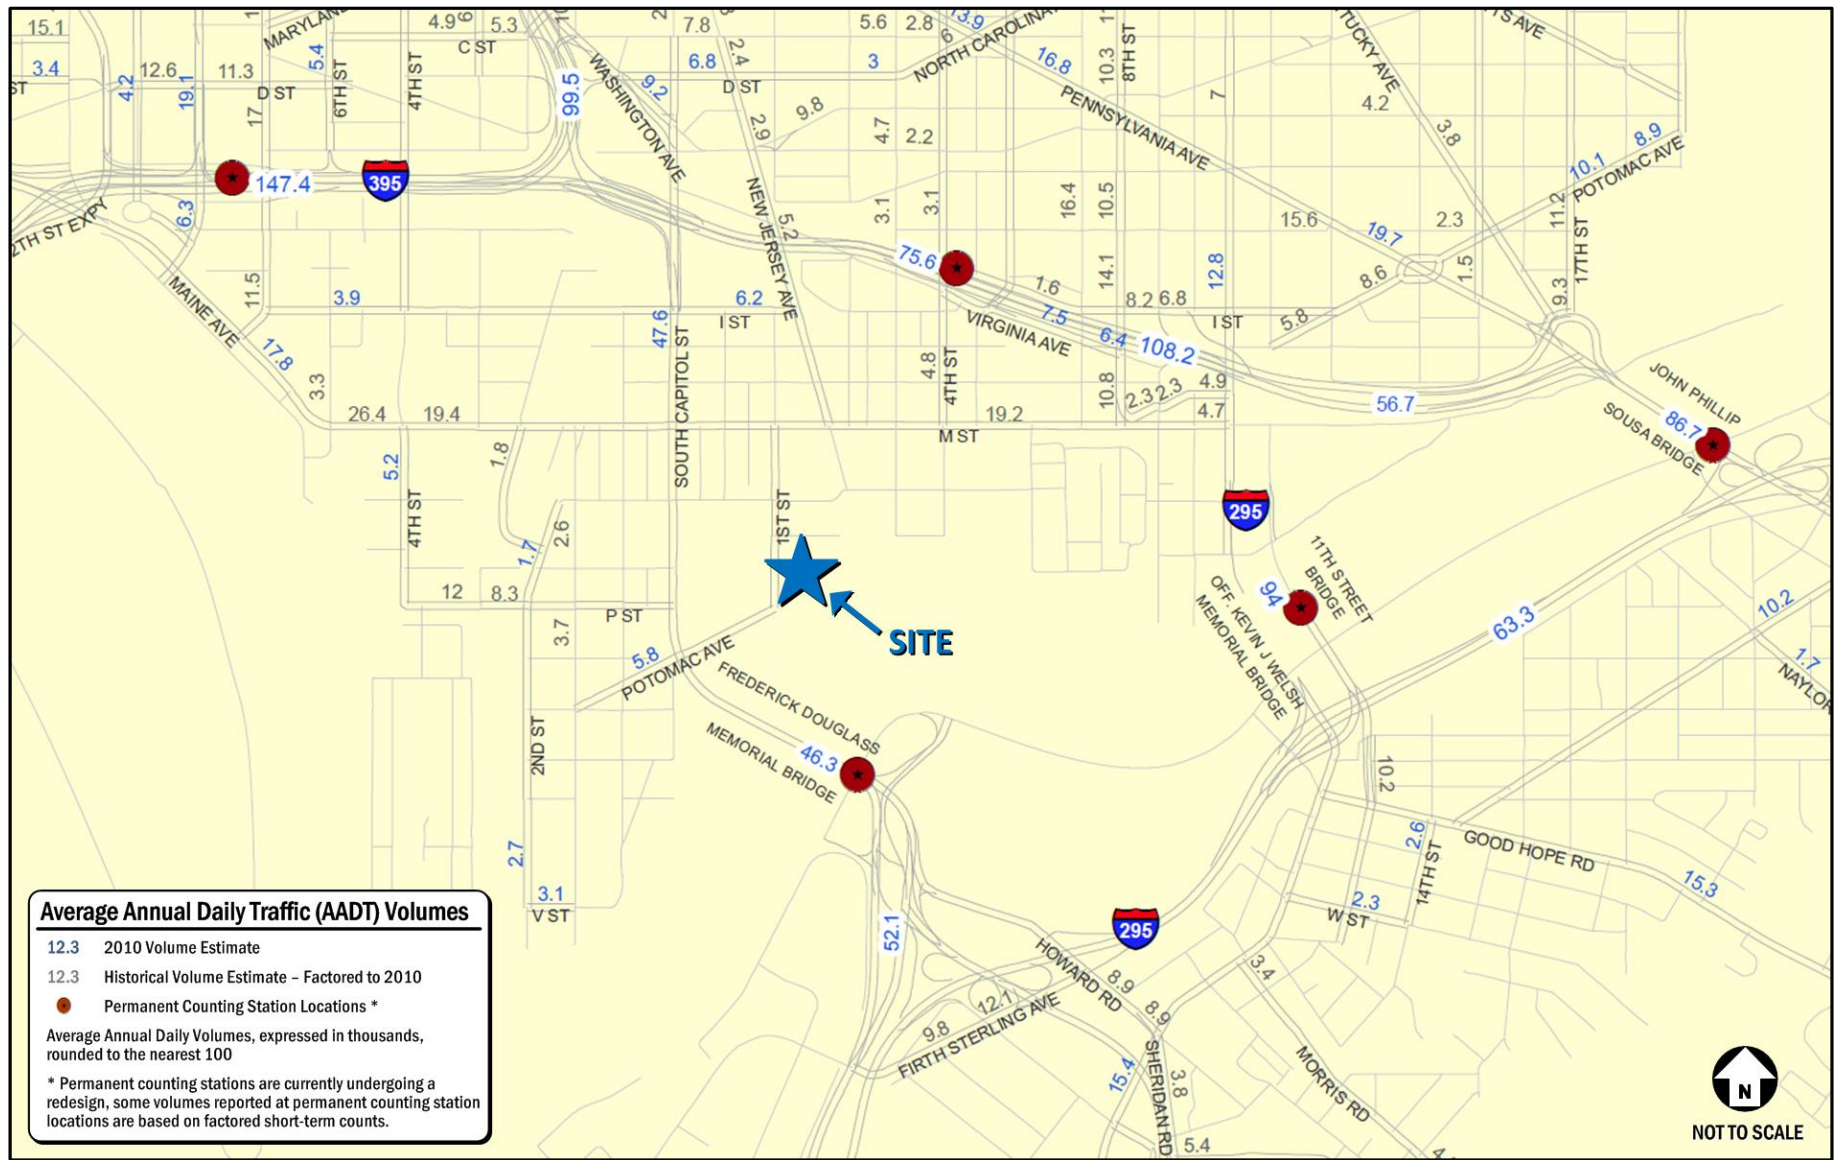 MARYLAND
4.9
6
5.3
10
2
7.8
5.6
2.8
13.9
6
NORTH CAROLINA
15.1
C ST
5.4
2.4
16.8
10.3
8TH ST
TUCKY AVE
TS AVE
3.4
ST
4.2
12.6
19.1
11.3
D ST
17
6TH ST
4TH ST
99.5
WASHINGTON AVE
9.2
6.8
D ST
3
9.8
2.9
4.7
2.2
PENNSYLVANIA AVE
7
4.2
3.8
8.9
10.1
POTOMAC AVE
147.4
395
6.3
2TH ST EXPY
NEW JERSEY AVE
5.2
3.1
3.1
16.4
10.5
15.6
19.7
2.3
11.2
17TH ST
75.6
14.1
12.8
8.6
1.5
9.3
MAINE AVE
11.5
3.9
47.6
6.2
I ST
1.6
8.2
6.8
I ST
5.8
VIRGINIA AVE
7.5
6.4
108.2
17.8
3.3
SOUTH CAPITOL ST
4.8
4TH ST
10.8
2.3
2.3
4.9
4.7
56.7
JOHN PHILLIP
SOUSA BRIDGE
86.7
26.4
19.4
19.2
M ST
5.2
4TH ST
1.8
1.7
2.6
1ST ST
295
11TH STREET
BRIDGE
94
OFF. KEVIN J WELSH
MEMORIAL BRIDGE
12
8.3
P ST
3.7
SITE
63.3
10.2
1.7
NAYLOR
5.8
POTOMAC AVE
FREDERICK DOUGLASS
MEMORIAL BRIDGE
46.3
2ND ST
10.2
2.7
3.1
V ST
2.6
14TH ST
GOOD HOPE RD
15.3
2.3
W ST
52.1
295
HOWARD RD
8.9
8.9
3.4
12.1
9.8
FIRTH STERLING AVE
15.4
SHERIDAN RD
3.8
5.4
MORRIS RD
Average Annual Daily Traffic (AADT) Volumes
12.3 2010 Volume Estimate
12.3 Historical Volume Estimate – Factored to 2010
Permanent Counting Station Locations *
Average Annual Daily Volumes, expressed in thousands,
rounded to the nearest 100
* Permanent counting stations are currently undergoing a
redesign, some volumes reported at permanent counting station
locations are based on factored short-term counts.
N
NOT TO SCALE